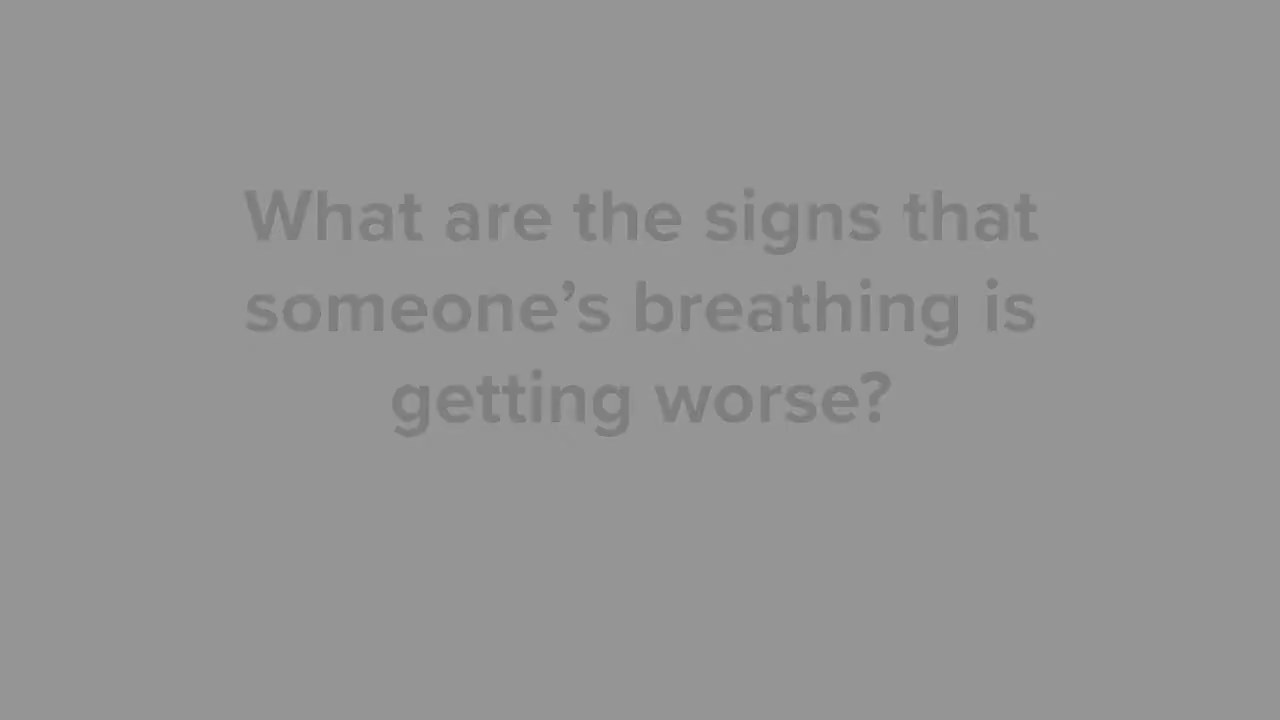 What are the signs that
someone’s breathing is
getting worse?